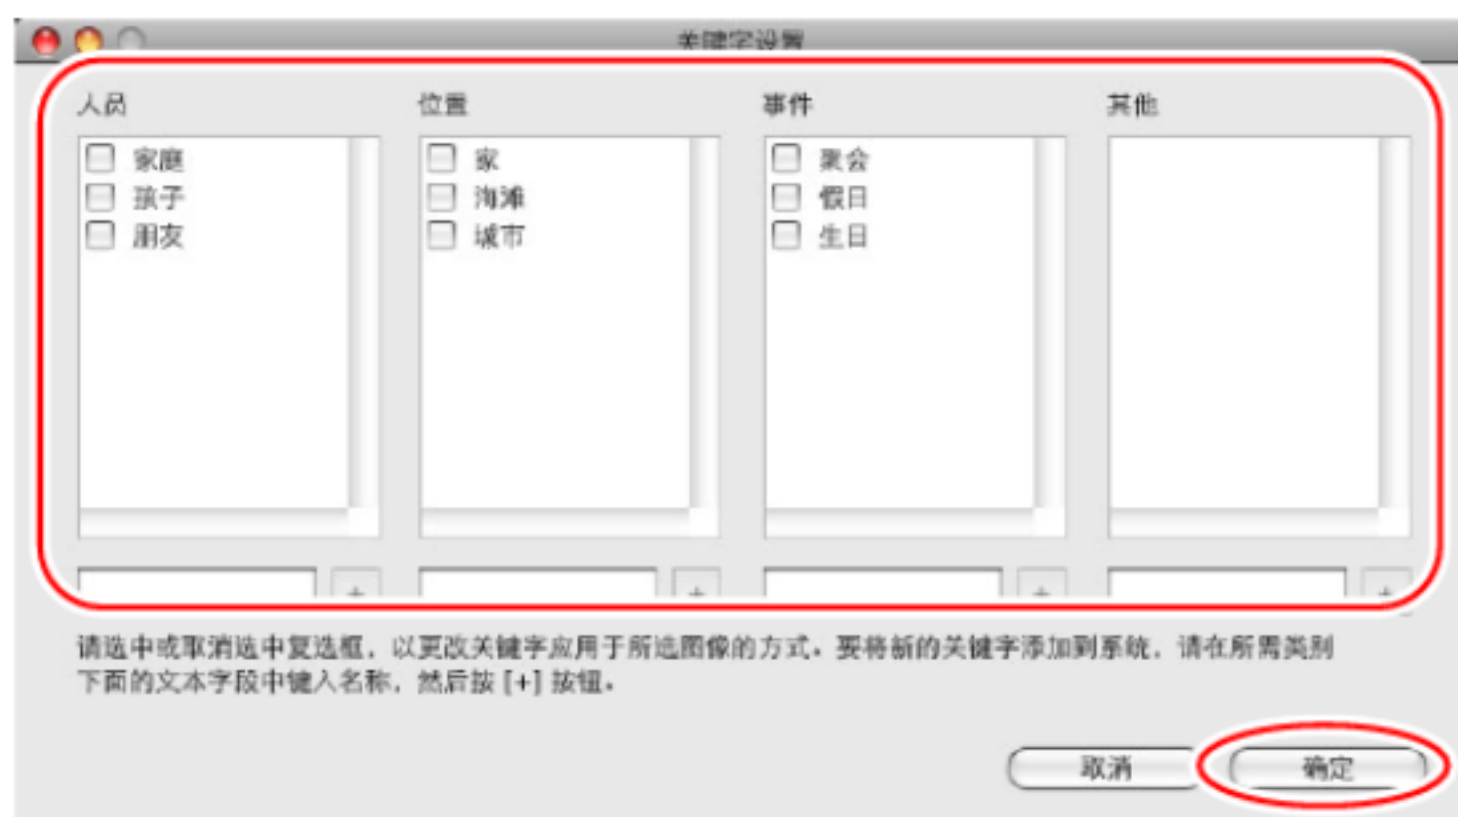 关键字设置
人员 位置 事件 其他
家庭 家 聚会
孩子 海滩 假日
朋友 城市 生日
+ + + +
请选中或取消选中复选框，以更改关键字应用于所选图像的方式。要将新的关键字添加到系统，请在所需类别
下面的文本字段中键入名称，然后按 [+] 按钮。
取消 确定